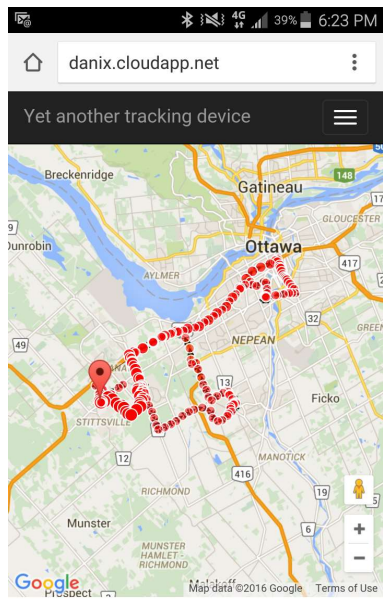 4G
39%
6:23 PM
danix.cloudapp.net
Yet another tracking device
Breckenridge
148
Gatineau
GLOUCESTER
Ottawa
AYLMER
417
32
49
NEPEAN
13
Ficko
STITTSVILLE
12
MANOTICK
416
RICHMOND
19
Munster
6
MUNSTER
HAMLET -
RICHMOND
Google
Prospect
Map data ©2016 Google
Terms of Use